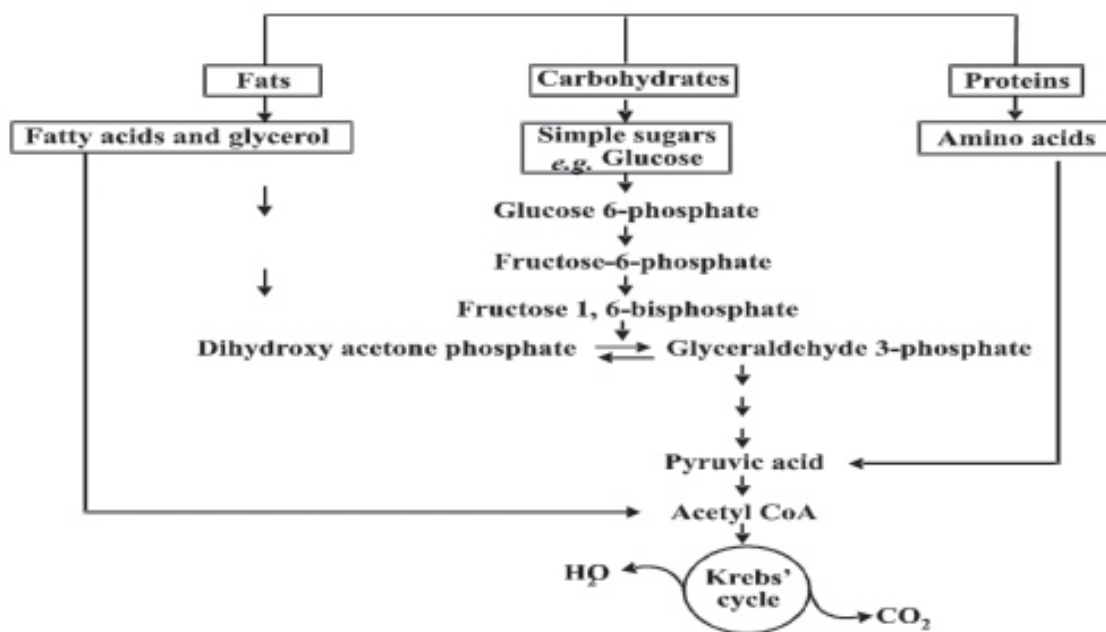 Fats
Carbohydrates
Proteins
Fatty acids and glycerol
Simple sugars
e.g. Glucose
Amino acids
Glucose 6-phosphate
Fructose-6-phosphate
Fructose 1, 6-bisphosphate
Dihydroxy acetone phosphate
Glyceraldehyde 3-phosphate
Pyruvic acid
Acetyl CoA
H₂O
Krebs'
cycle
CO₂